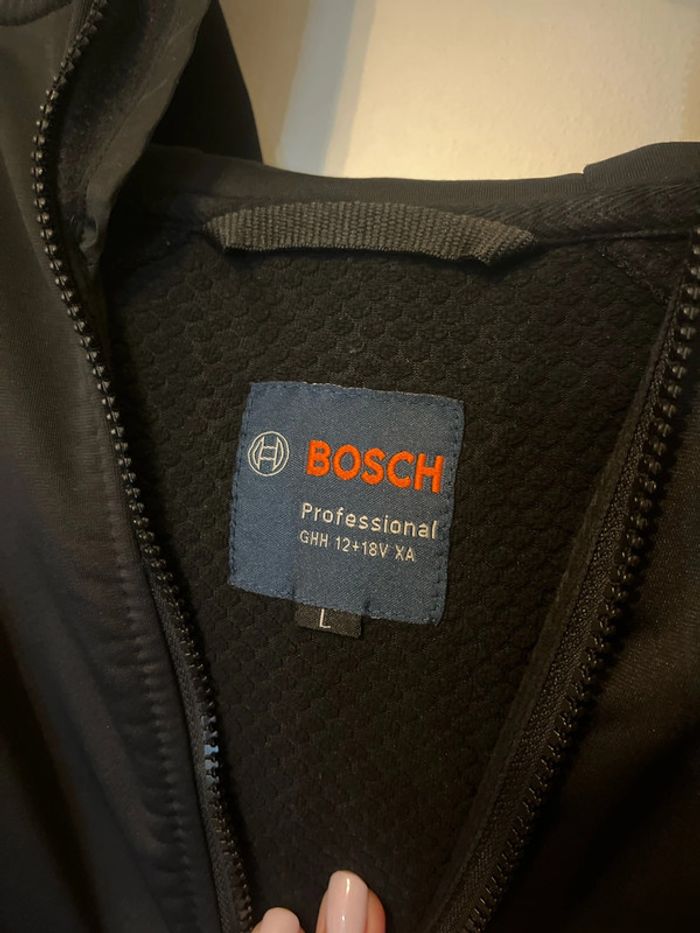 BOSCH
Professional
GHH 12+18V XA
L